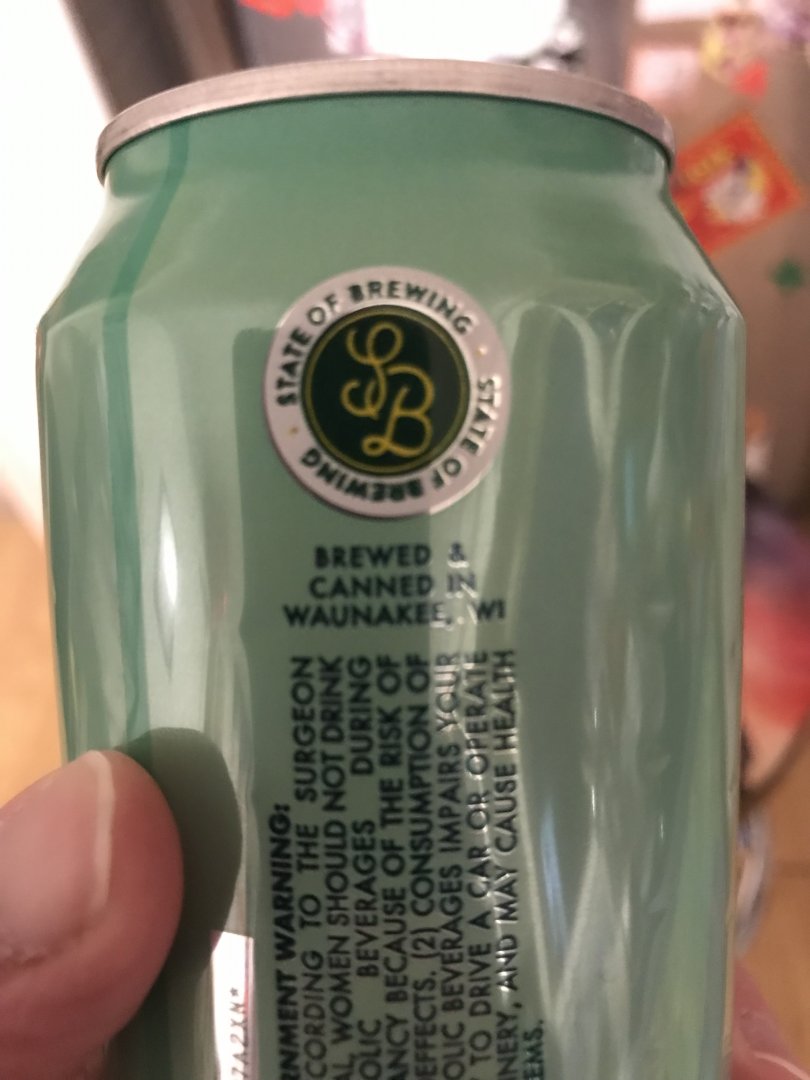 STATE OF BREWING · STATE OF BREWING ·
SB
BREWED &
CANNED IN
WAUNAKEE, WI
RNMENT WARNING:
CORDING TO THE SURGEON
AL WOMEN SHOULD NOT DRINK
OLIC BEVERAGES DURING
ANCY BECAUSE OF THE RISK OF
EFFECTS. (2) CONSUMPTION OF
OLIC BEVERAGES IMPAIRS YOUR
TO DRIVE A CAR OR OPERATE
INERY, AND MAY CAUSE HEALTH
EMS.